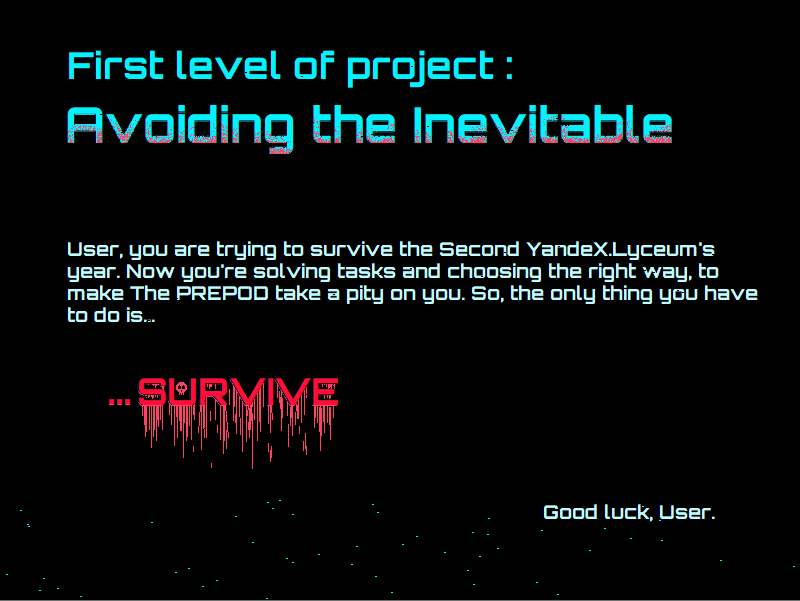 First level of project :
Avoiding the Inevitable
User, you are trying to survive the Second YandeX.Lyceum's
year. Now you're solving tasks and choosing the right way, to
make The PREPOD take a pity on you. So, the only thing you have
to do is...
... SURVIVE
Good luck, User.